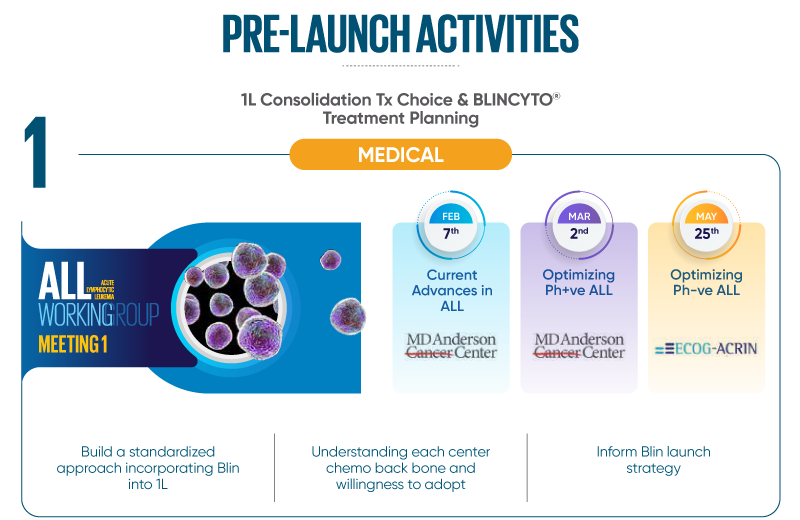 PRE-LAUNCH ACTIVITIES
1L Consolidation Tx Choice & BLINCYTO®
Treatment Planning
1
MEDICAL
ALL
ACUTE
LYMPHOCYTIC
LEUKEMIA
WORKINGROUP
MEETING 1
FEB
7th
Current
Advances in
ALL
MD Anderson
Cancer Center
MAR
2nd
Optimizing
Ph+ve ALL
MD Anderson
Cancer Center
MAY
25th
Optimizing
Ph-ve ALL
ECOG-ACRIN
Build a standardized
approach incorporating Blin
into 1L
Understanding each center
chemo back bone and
willingness to adopt
Inform Blin launch
strategy